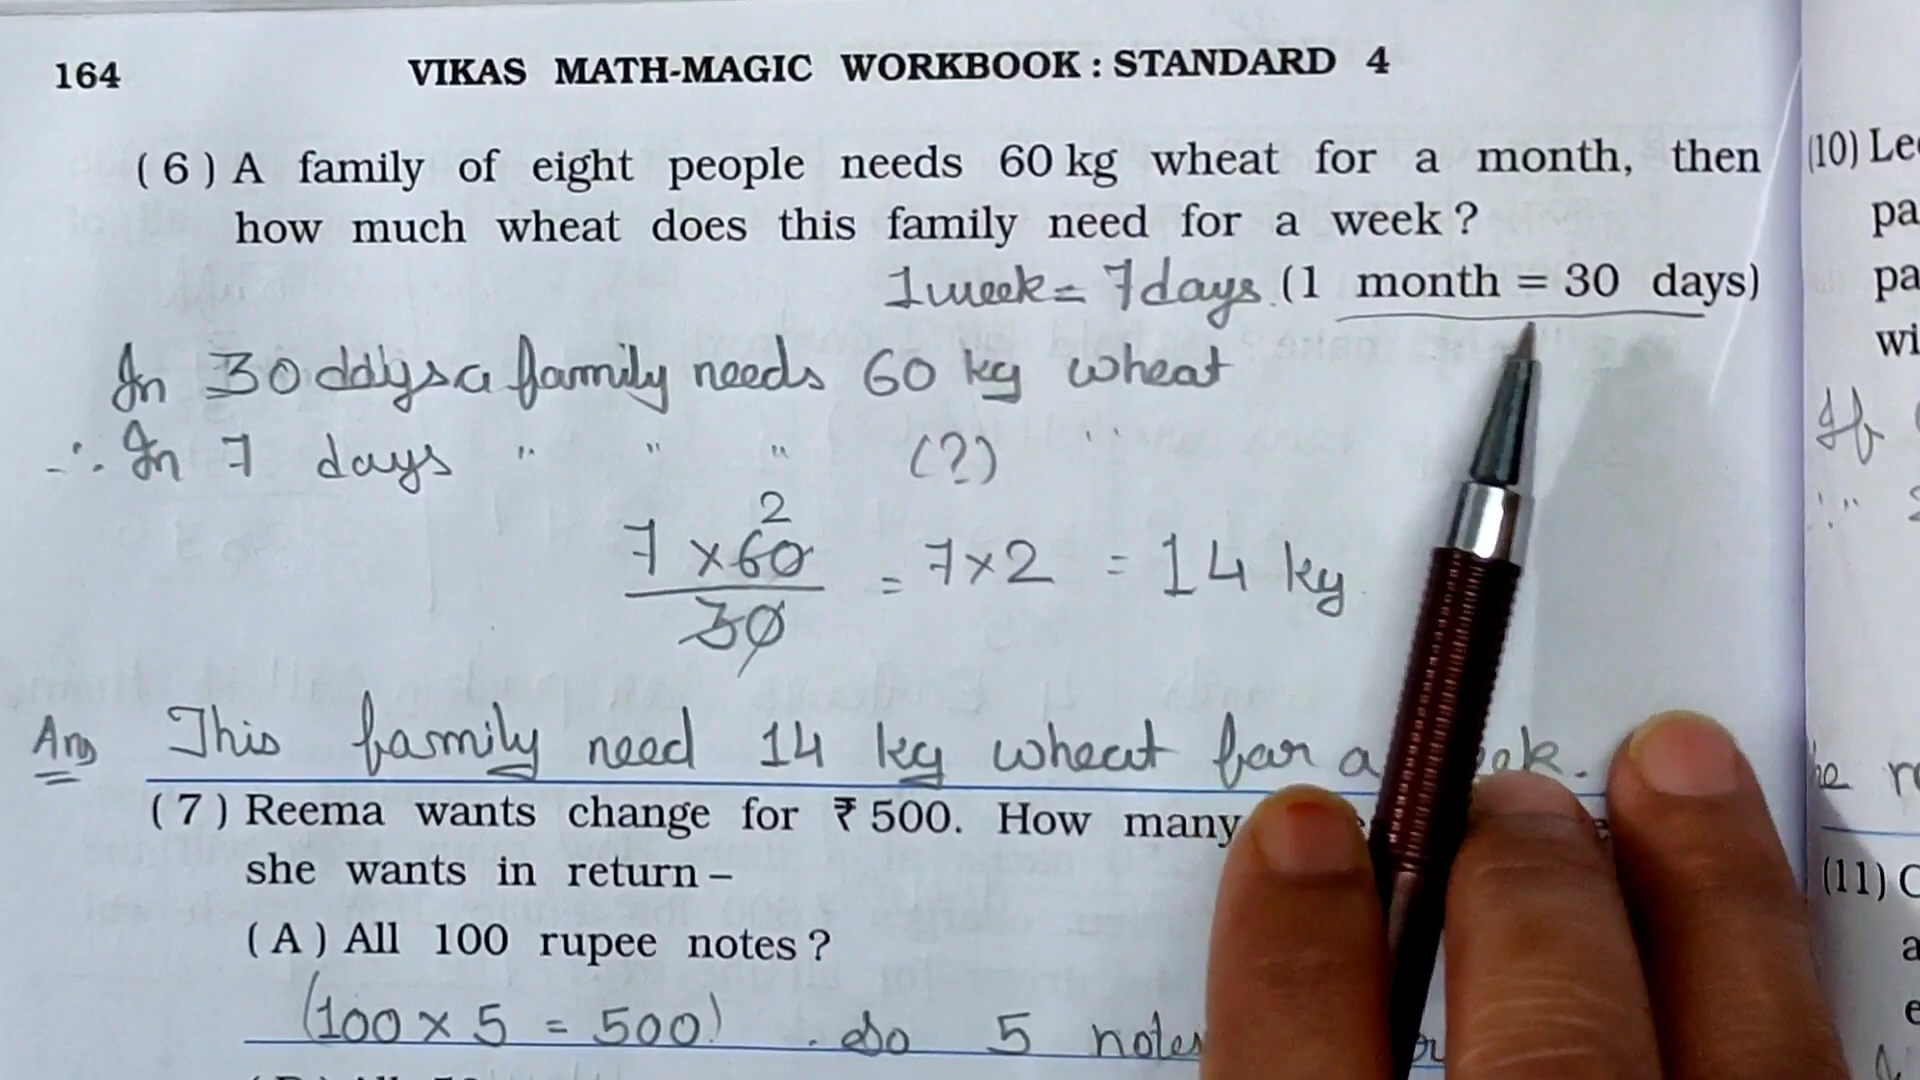 164 VIKAS MATH-MAGIC WORKBOOK : STANDARD 4
(6) A family of eight people needs 60 kg wheat for a month, then
how much wheat does this family need for a week ?
1 week = 7 days. (1 month = 30 days)
In 30 days a family needs 60 kg wheat
∴ In 7 days " " " (?) "
2
7 × 60
30
= 7 × 2 = 14 kg
Ans This family need 14 kg wheat for a
(7) Reema wants change for ₹ 500. How many
she wants in return –
(A) All 100 rupee notes ?
(100 × 5 = 500) . so 5 notes
(10)
pa
pa
wi
If
(11)